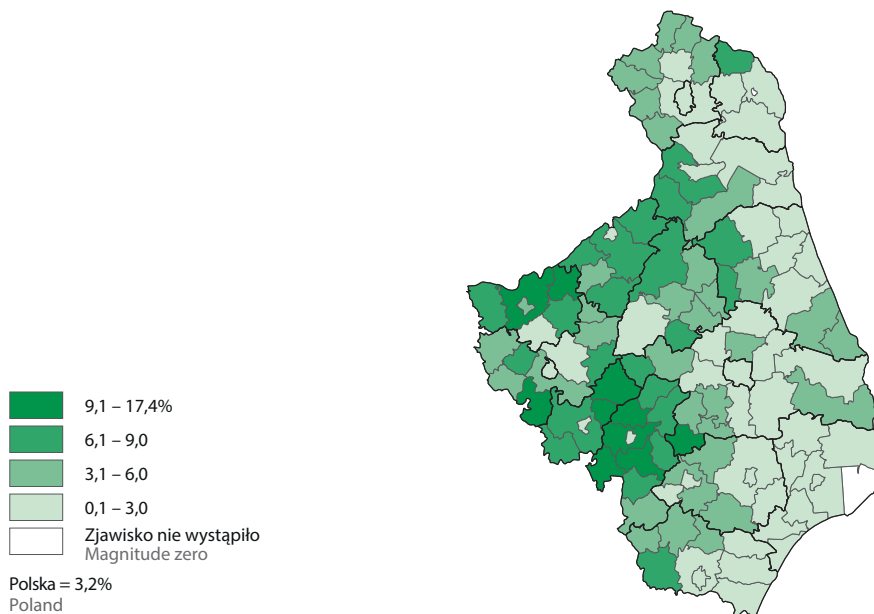 9,1 – 17,4%
6,1 – 9,0
3,1 – 6,0
0,1 – 3,0
Zjawisko nie wystąpiło
Magnitude zero
Polska = 3,2%
Poland